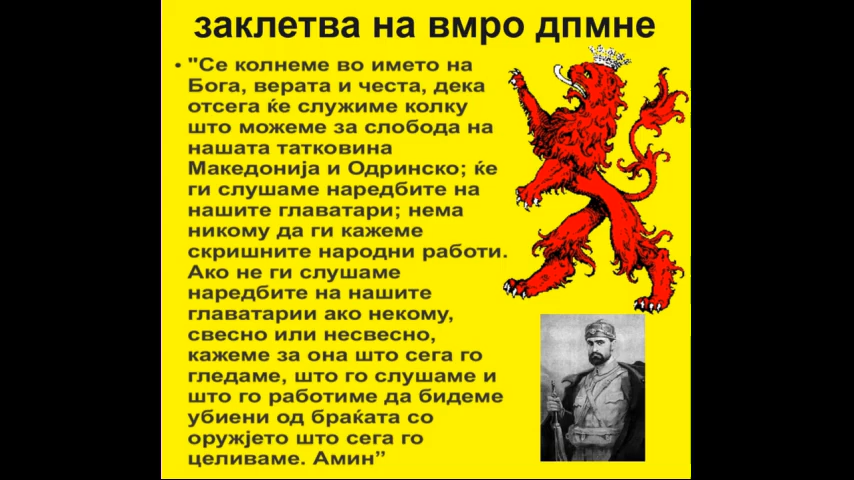 заклетва на вмро дпмне
• "Се колнеме во името на
Бога, верата и честа, дека
отсега ќе служиме колку
што можеме за слобода на
нашата татковина
Македонија и Одринско; ќе
ги слушаме наредбите на
нашите главатари; нема
никому да ги кажеме
скришните народни работи.
Ако не ги слушаме
наредбите на нашите
главатарии ако некому,
свесно или несвесно,
кажеме за она што сега го
гледаме, што го слушаме и
што го работиме да бидеме
убиени од браќата со
оружјето што сега го
целиваме. Амин”